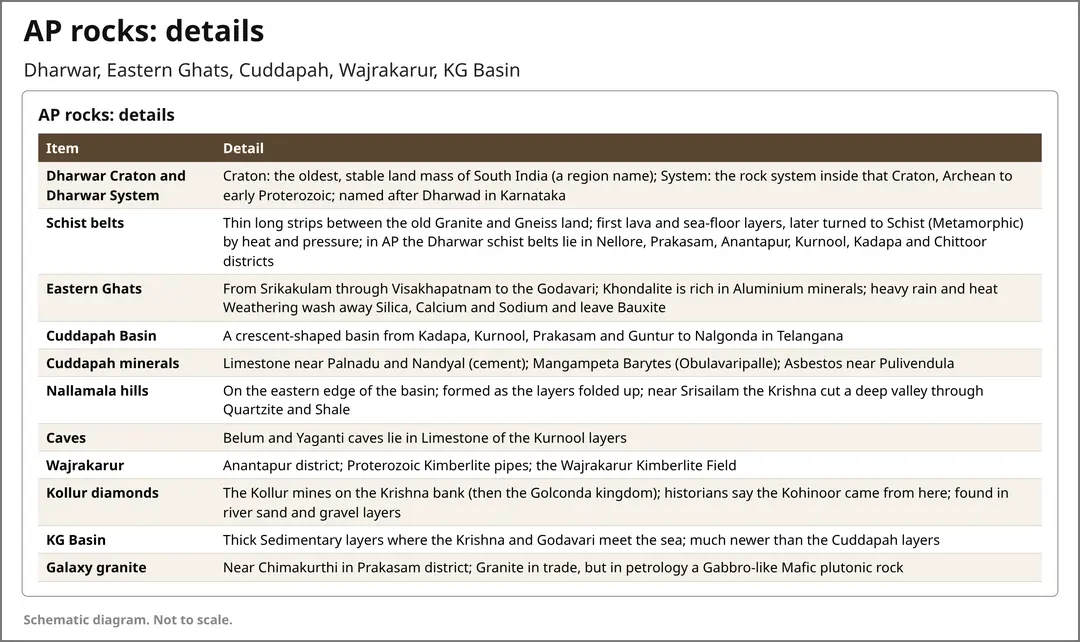 AP rocks: details
Dharwar, Eastern Ghats, Cuddapah, Wajrakarur, KG Basin
AP rocks: details
Item Detail
Dharwar Craton and Dharwar System
Craton: the oldest, stable land mass of South India (a region name); System: the rock system inside that Craton, Archean to
early Proterozoic; named after Dharwad in Karnataka
Schist belts
Thin long strips between the old Granite and Gneiss land; first lava and sea-floor layers, later turned to Schist (Metamorphic)
by heat and pressure; in AP the Dharwar schist belts lie in Nellore, Prakasam, Anantapur, Kurnool, Kadapa and Chittoor
districts
Eastern Ghats
From Srikakulam through Visakhapatnam to the Godavari; Khondalite is rich in Aluminium minerals; heavy rain and heat
Weathering wash away Silica, Calcium and Sodium and leave Bauxite
Cuddapah Basin
A crescent-shaped basin from Kadapa, Kurnool, Prakasam and Guntur to Nalgonda in Telangana
Cuddapah minerals
Limestone near Palnadu and Nandyal (cement); Mangampeta Barytes (Obulavaripalle); Asbestos near Pulivendula
Nallamala hills
On the eastern edge of the basin; formed as the layers folded up; near Srisailam the Krishna cut a deep valley through
Quartzite and Shale
Caves
Belum and Yaganti caves lie in Limestone of the Kurnool layers
Wajrakarur
Anantapur district; Proterozoic Kimberlite pipes; the Wajrakarur Kimberlite Field
Kollur diamonds
The Kollur mines on the Krishna bank (then the Golconda kingdom); historians say the Kohinoor came from here; found in
river sand and gravel layers
KG Basin
Thick Sedimentary layers where the Krishna and Godavari meet the sea; much newer than the Cuddapah layers
Galaxy granite
Near Chimakurthi in Prakasam district; Granite in trade, but in petrology a Gabbro-like Mafic plutonic rock
Schematic diagram. Not to scale.